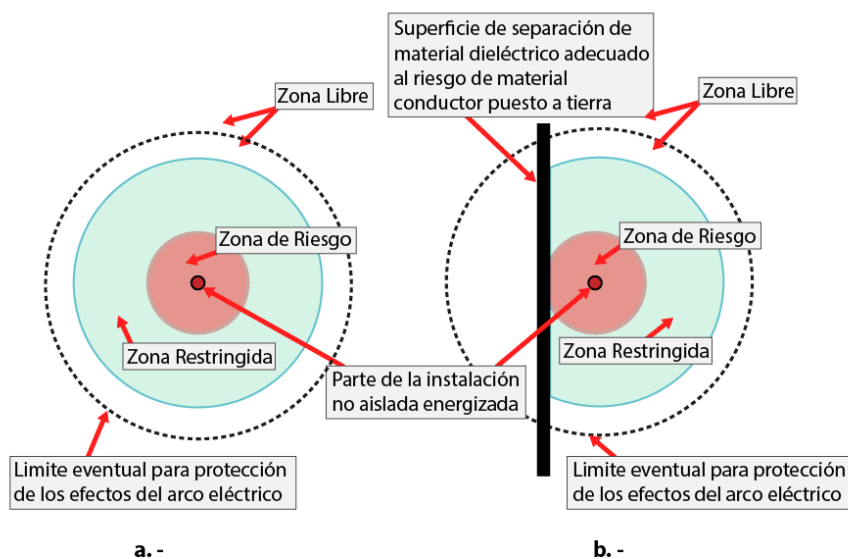 Superficie de separación de
material dieléctrico adecuado
al riesgo de material
conductor puesto a tierra
Zona Libre
Zona Libre
Zona de Riesgo
Zona de Riesgo
Zona Restringida
Zona Restringida
Parte de la instalación
no aislada energizada
Limite eventual para protección
de los efectos del arco eléctrico
Limite eventual para protección
de los efectos del arco eléctrico
a. -
b. -